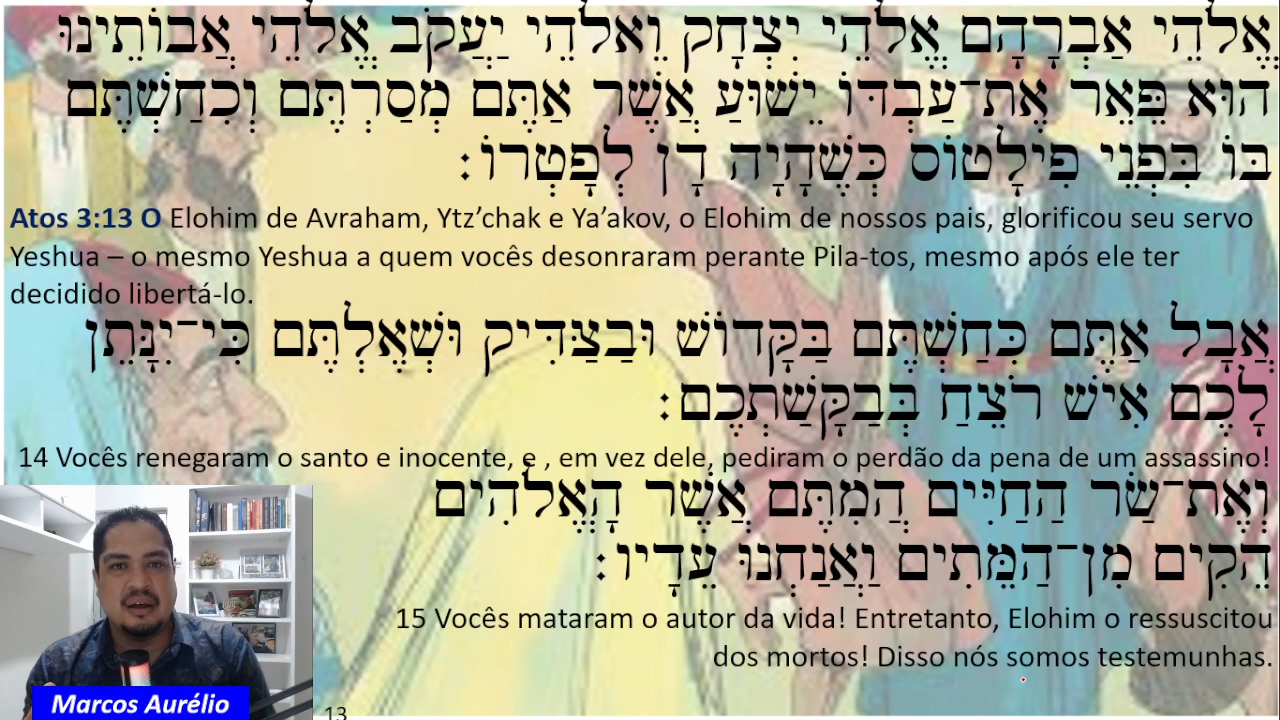 אֱלֹהֵי אַבְרָהָם אֱלֹהֵי יִצְחָק וֵאלֹהֵי יַעֲקֹב אֱלֹהֵי אֲבוֹתֵינוּ
הוּא פֵּאֵר אֶת־עַבְדּוֹ יֵשׁוּעַ אֲשֶׁר אַתֶּם מְסַרְתֶּם וְכִחַשְׁתֶּם
בּוֹ בִּפְנֵי פִילָטוֹס כְּשֶׁהָיָה דָן לְפָטְרוֹ׃
Atos 3:13 O Elohim de Avraham, Ytz’chak e Ya’akov, o Elohim de nossos pais, glorificou seu servo
Yeshua – o mesmo Yeshua a quem vocês desonraram perante Pila-tos, mesmo após ele ter
decidido libertá-lo.
אֲבָל אַתֶּם כִּחַשְׁתֶּם בַּקָּדוֹשׁ וּבַצַּדִּיק וּשְׁאֶלְתֶּם כִּי־יִנָּתֵן
לָכֶם אִישׁ רֹצֵחַ בְּבַקָּשַׁתְכֶם׃
14 Vocês renegaram o santo e inocente, e , em vez dele, pediram o perdão da pena de um assassino!
וְאֶת־שַׂר הַחַיִּים הֲמִתֶּם אֲשֶׁר הָאֱלֹהִים
הֱקִים מִן־הַמֵּתִים וַאֲנַחְנוּ עֵדָיו׃
15 Vocês mataram o autor da vida! Entretanto, Elohim o ressuscitou
dos mortos! Disso nós somos testemunhas.
Marcos Aurélio
13